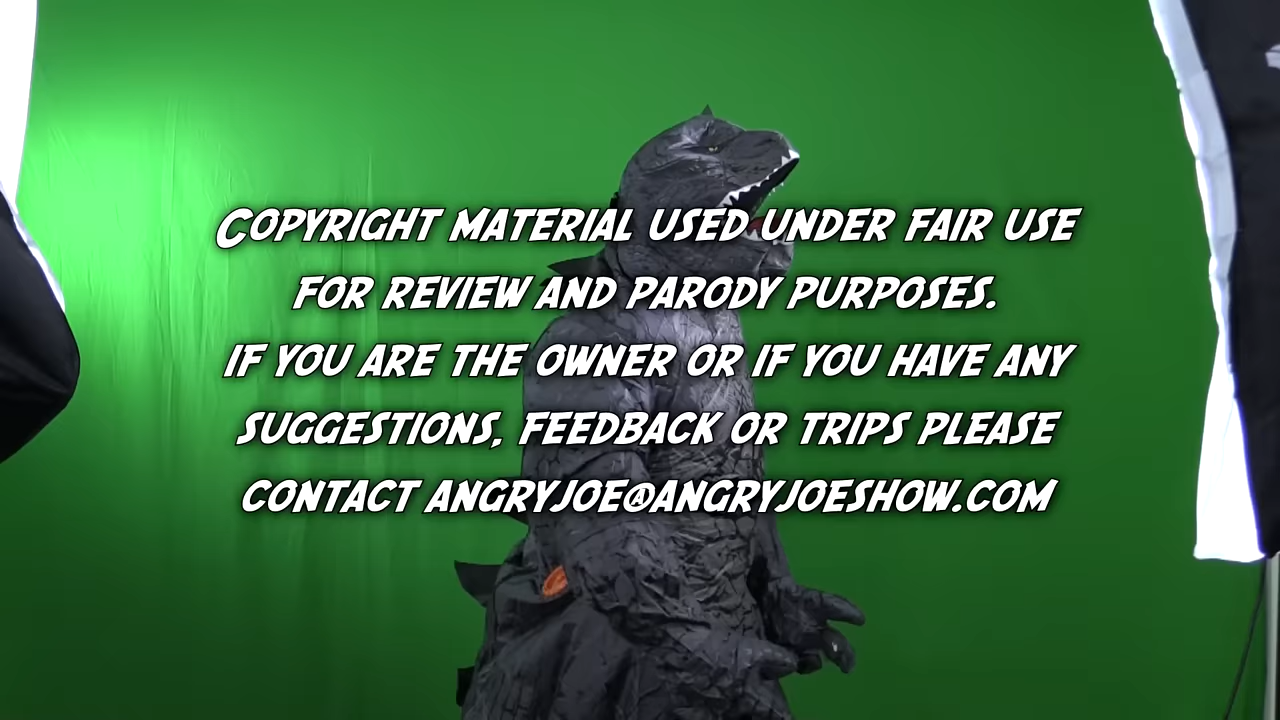 Copyright material used under fair use
for review and parody purposes.
if you are the owner or if you have any
suggestions, feedback or trips please
contact angryjoe@angryjoeshow.com